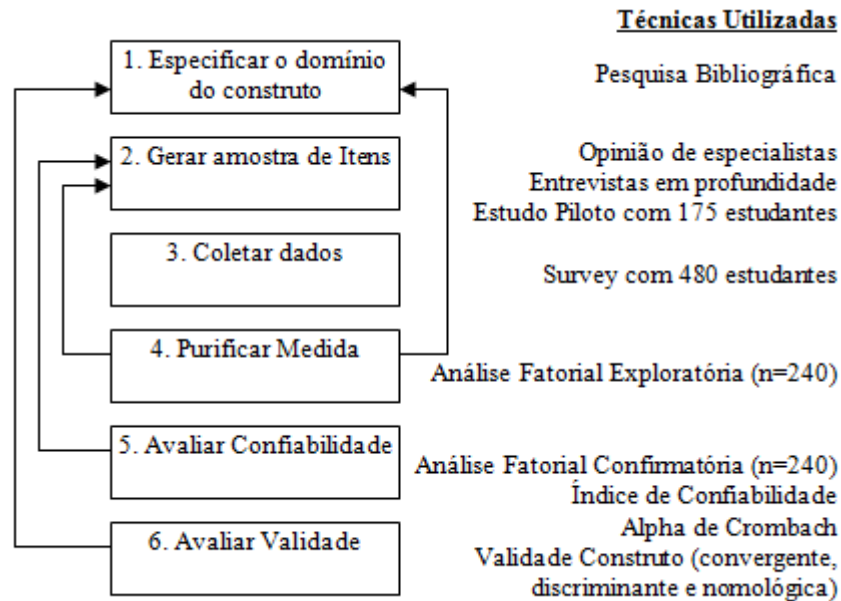 Técnicas Utilizadas
1. Especificar o domínio
do construto
Pesquisa Bibliográfica
2. Gerar amostra de Itens
Opinião de especialistas
Entrevistas em profundidade
Estudo Piloto com 175 estudantes
3. Coletar dados
Survey com 480 estudantes
4. Purificar Medida
Análise Fatorial Exploratória (n=240)
5. Avaliar Confiabilidade
Análise Fatorial Confirmatória (n=240)
Índice de Confiabilidade
Alpha de Crombach
6. Avaliar Validade
Validade Construto (convergente,
discriminante e nomológica)